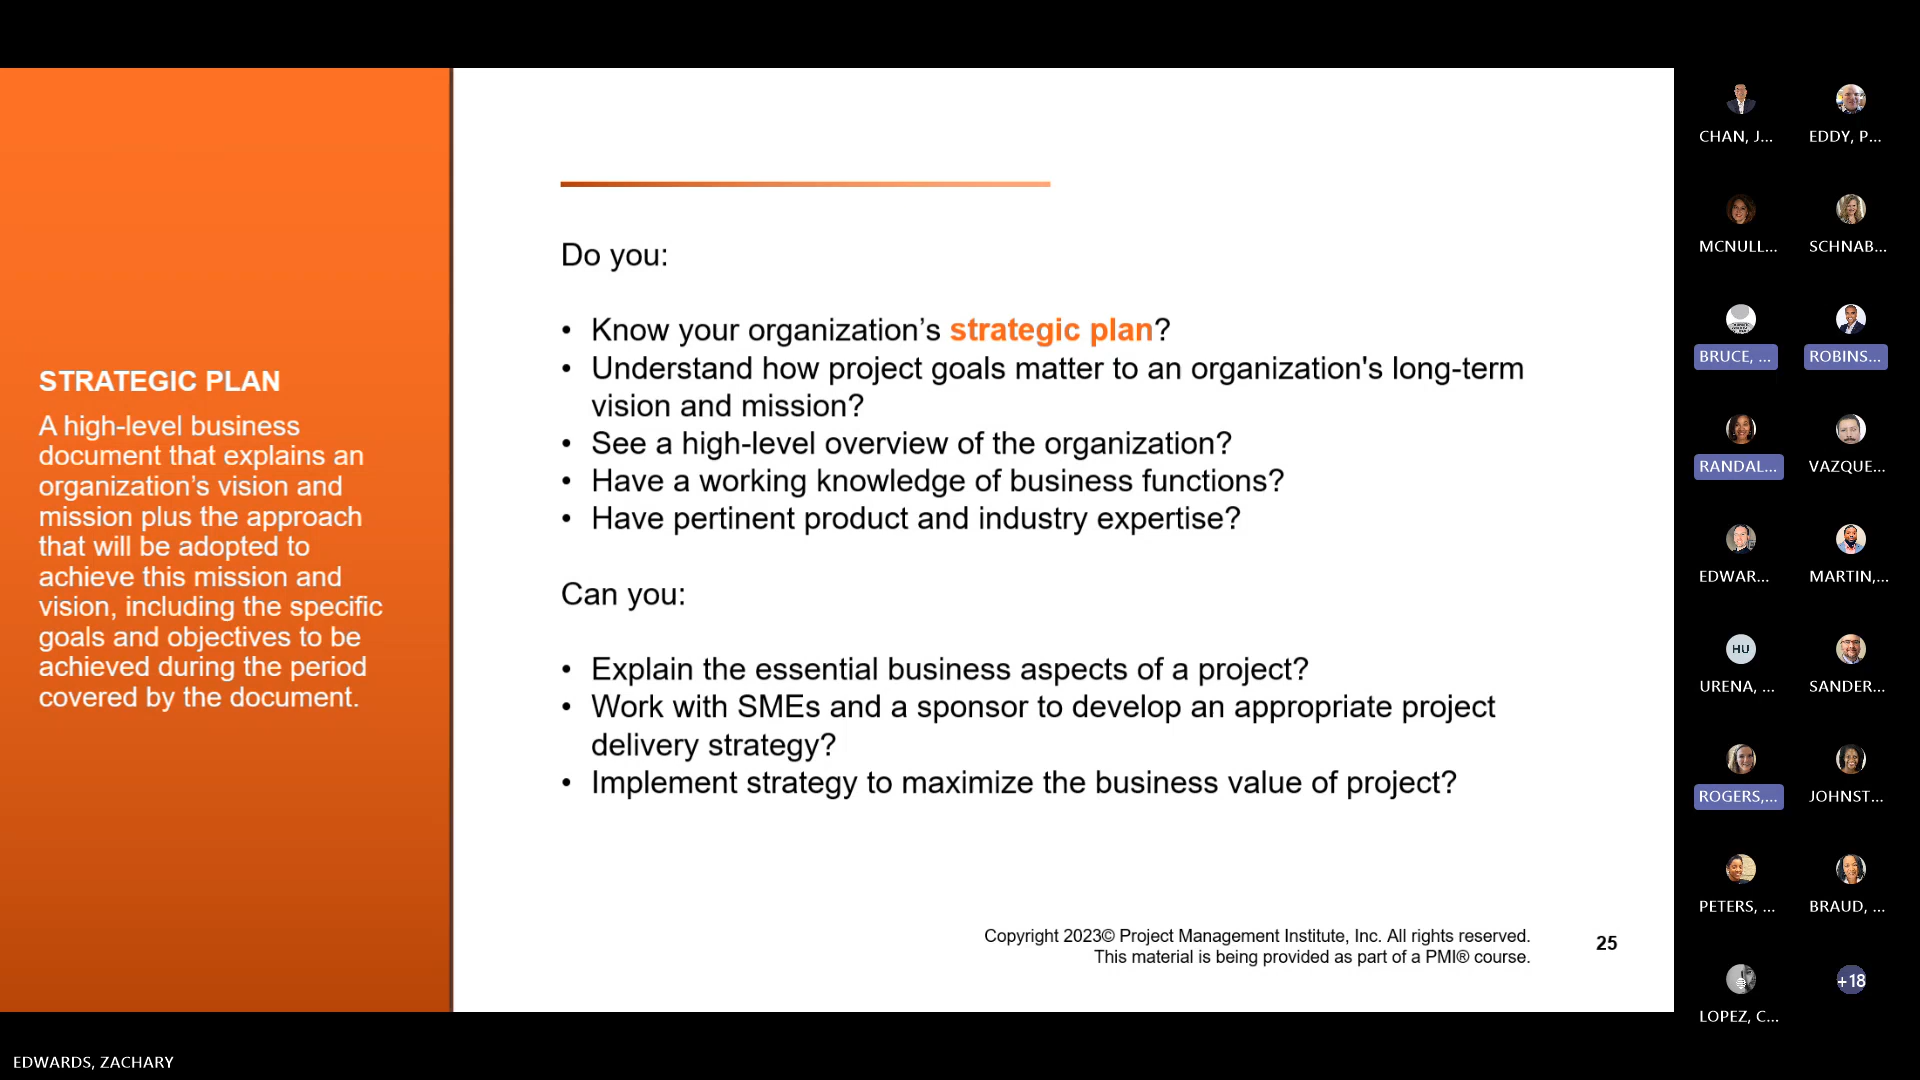 STRATEGIC PLAN
A high-level business
document that explains an
organization’s vision and
mission plus the approach
that will be adopted to
achieve this mission and
vision, including the specific
goals and objectives to be
achieved during the period
covered by the document.
Do you:
• Know your organization’s strategic plan?
• Understand how project goals matter to an organization's long-term
vision and mission?
• See a high-level overview of the organization?
• Have a working knowledge of business functions?
• Have pertinent product and industry expertise?
Can you:
• Explain the essential business aspects of a project?
• Work with SMEs and a sponsor to develop an appropriate project
delivery strategy?
• Implement strategy to maximize the business value of project?
Copyright 2023© Project Management Institute, Inc. All rights reserved.
This material is being provided as part of a PMI® course.
25
CHAN, J...
EDDY, P...
MCNULL...
SCHNAB...
BRUCE, ...
ROBINS...
RANDAL...
VAZQUE...
EDWAR...
MARTIN,...
HU
URENA, ...
SANDER...
ROGERS,...
JOHNST...
PETERS, ...
BRAUD, ...
LOPEZ, C...
+18
EDWARDS, ZACHARY